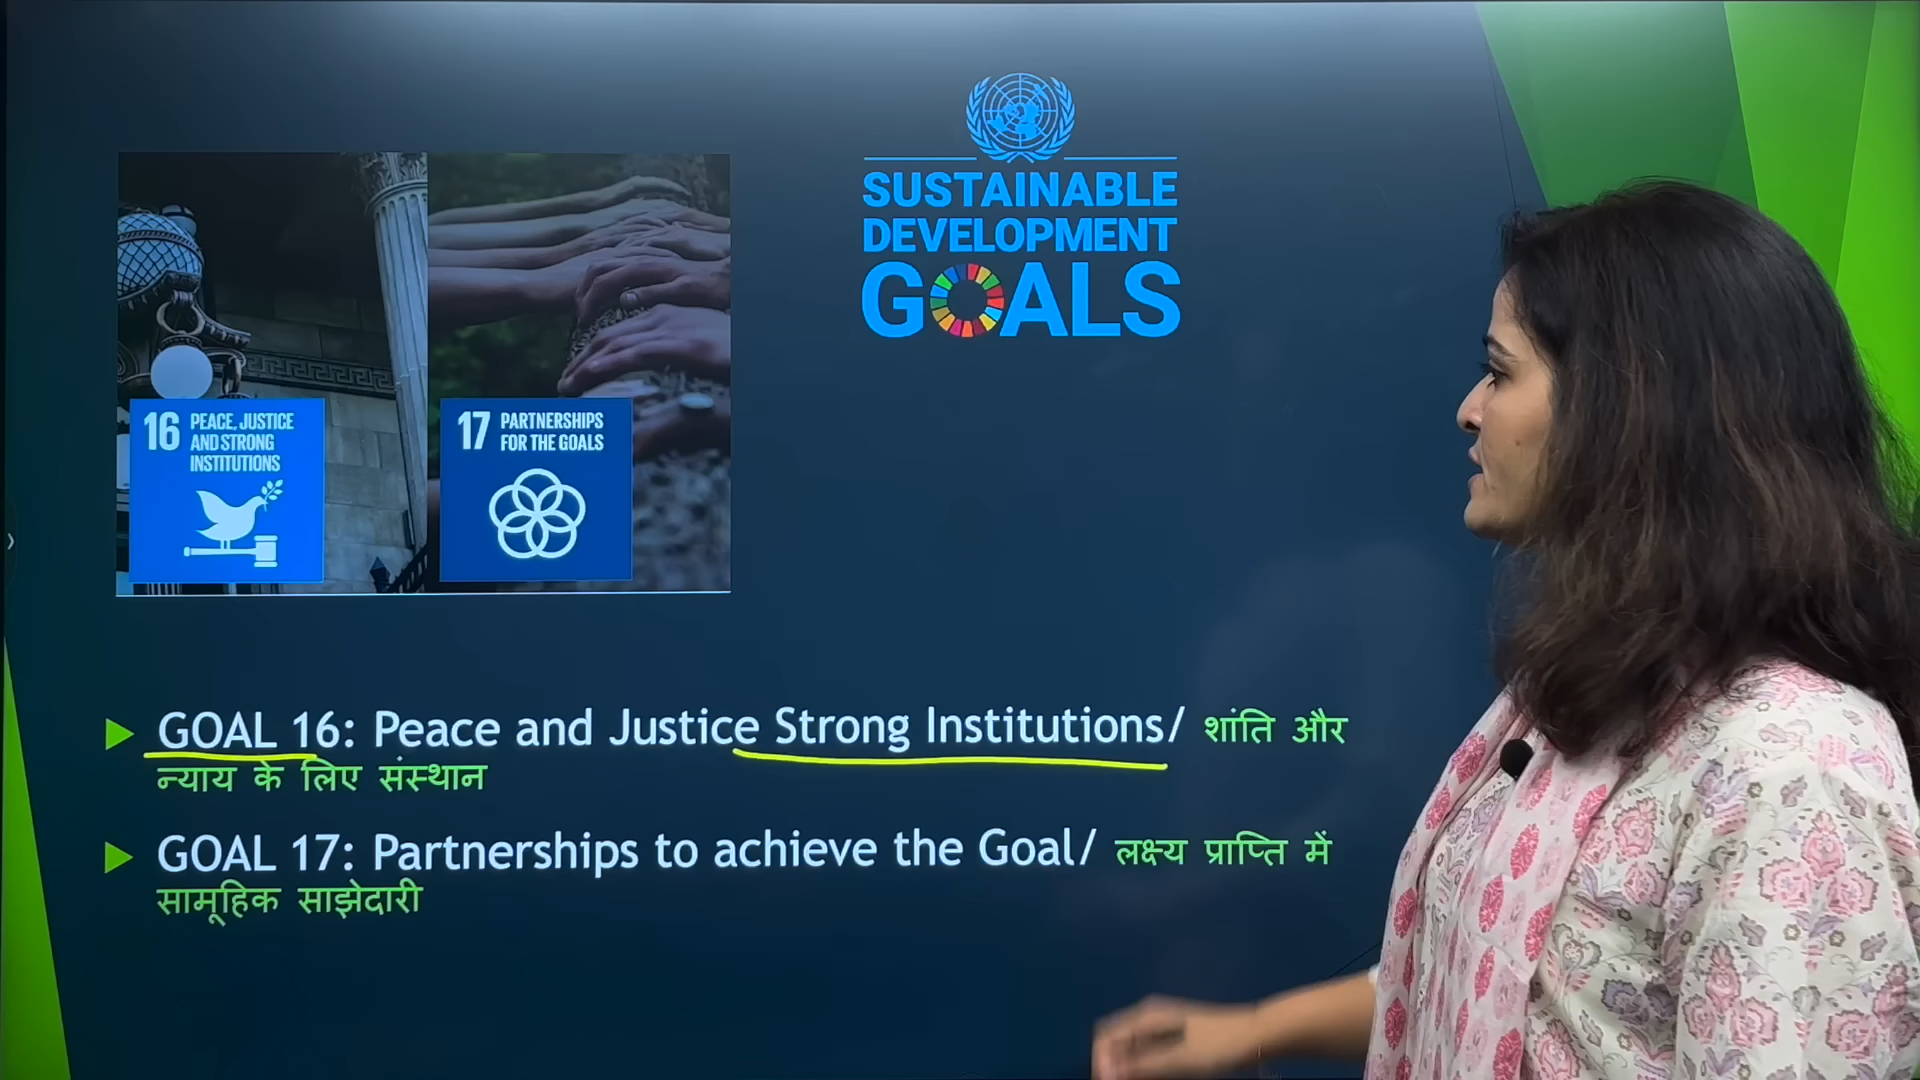 SUSTAINABLE
DEVELOPMENT
GOALS
16 PEACE, JUSTICE
AND STRONG
INSTITUTIONS
17 PARTNERSHIPS
FOR THE GOALS
GOAL 16: Peace and Justice Strong Institutions/ शांति और
न्याय के लिए संस्थान
GOAL 17: Partnerships to achieve the Goal/ लक्ष्य प्राप्ति में
सामूहिक साझेदारी